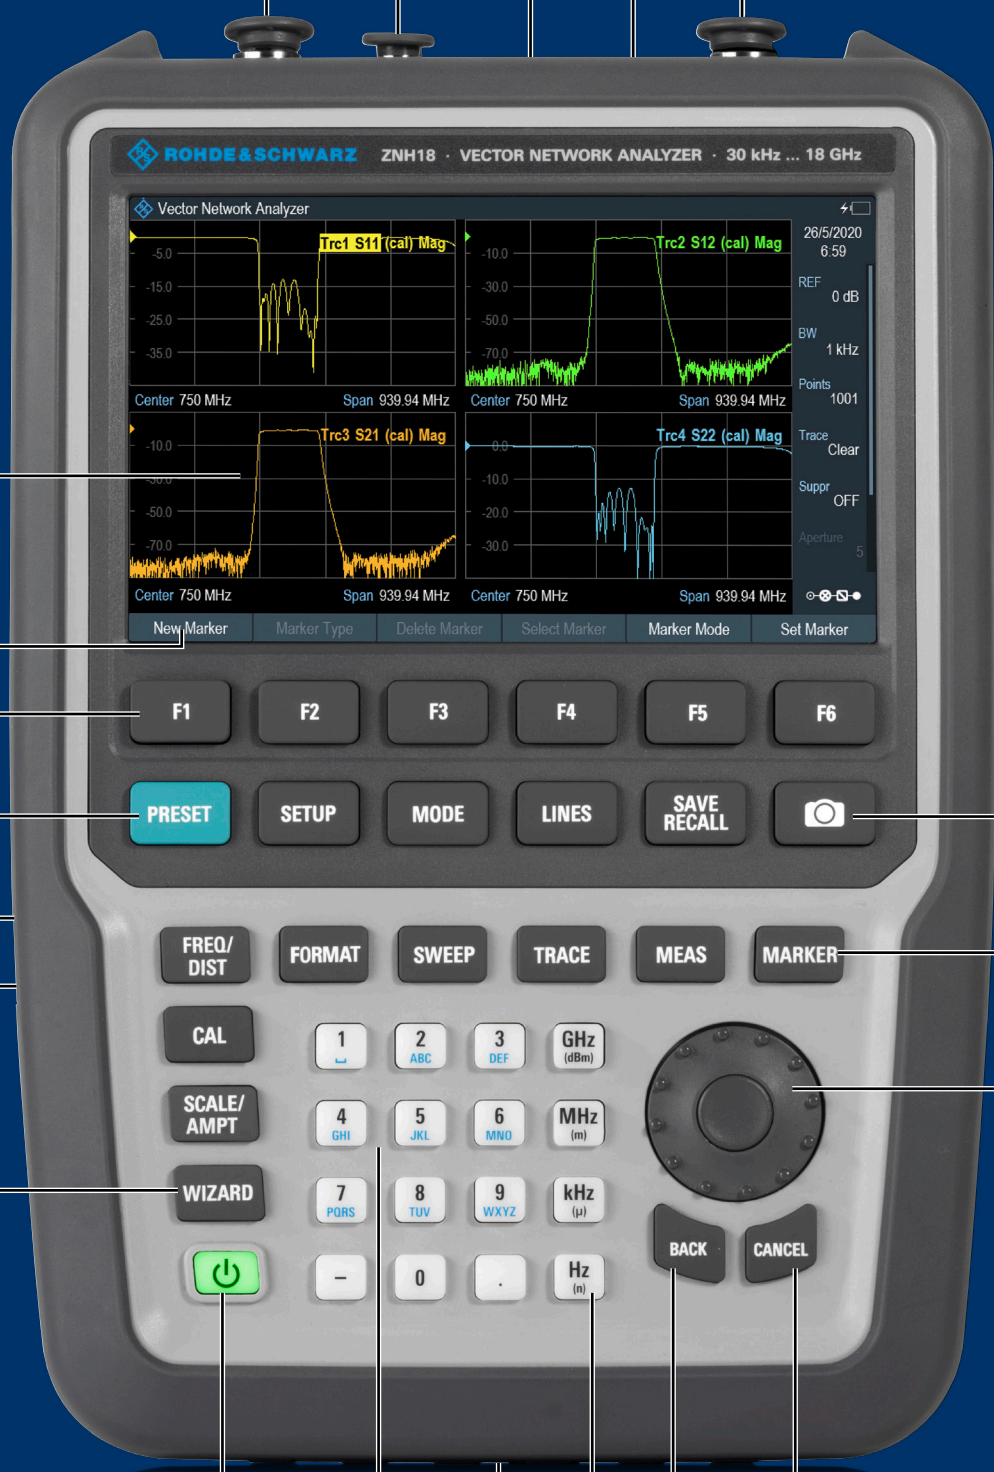 ROHDE & SCHWARZ ZNH18 · VECTOR NETWORK ANALYZER · 30 kHz ... 18 GHz
Vector Network Analyzer
26/5/2020
6:59
Trc1 S11 (cal) Mag
-5.0
-15.0
-25.0
-35.0
Center 750 MHz Span 939.94 MHz
Trc2 S12 (cal) Mag
-10.0
-30.0
-50.0
-70.0
Center 750 MHz Span 939.94 MHz
Trc3 S21 (cal) Mag
-10.0
-30.0
-50.0
-70.0
Center 750 MHz Span 939.94 MHz
Trc4 S22 (cal) Mag
0.0
-10.0
-20.0
-30.0
Center 750 MHz Span 939.94 MHz
REF
0 dB
BW
1 kHz
Points
1001
Trace
Clear
Suppr
OFF
Aperture
5
New Marker Marker Type Delete Marker Select Marker Marker Mode Set Marker
F1 F2 F3 F4 F5 F6
PRESET SETUP MODE LINES SAVE RECALL
FREQ/ DIST FORMAT SWEEP TRACE MEAS MARKER
CAL
SCALE/ AMPT
WIZARD
1 2 3 GHz
ABC DEF (dBm)
4 5 6 MHz
GHI JKL MNO (m)
7 8 9 kHz
PQRS TUV WXYZ (µ)
– 0 . Hz
(n)
BACK CANCEL